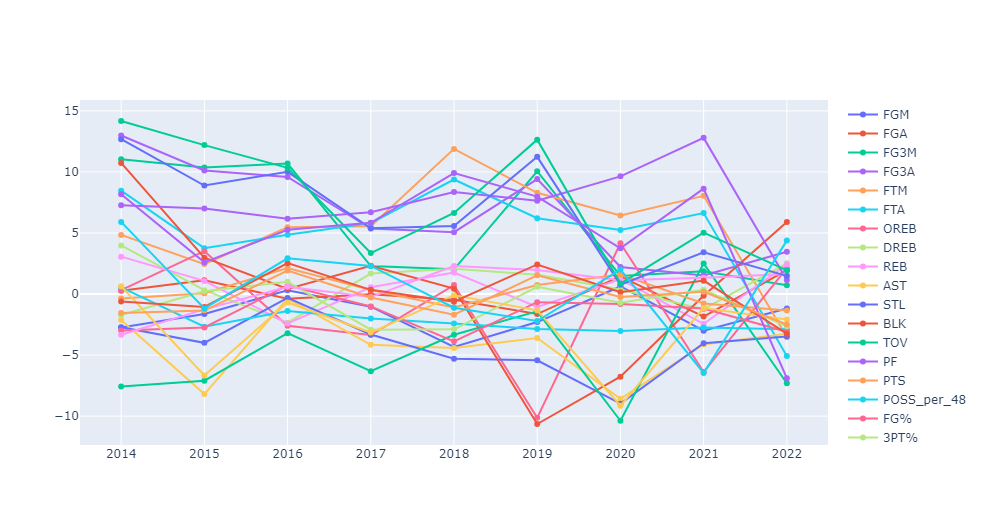 15
10
5
0
−5
−10
2014 2015 2016 2017 2018 2019 2020 2021 2022
FGM
FGA
FG3M
FG3A
FTM
FTA
OREB
DREB
REB
AST
STL
BLK
TOV
PF
PTS
POSS_per_48
FG%
3PT%